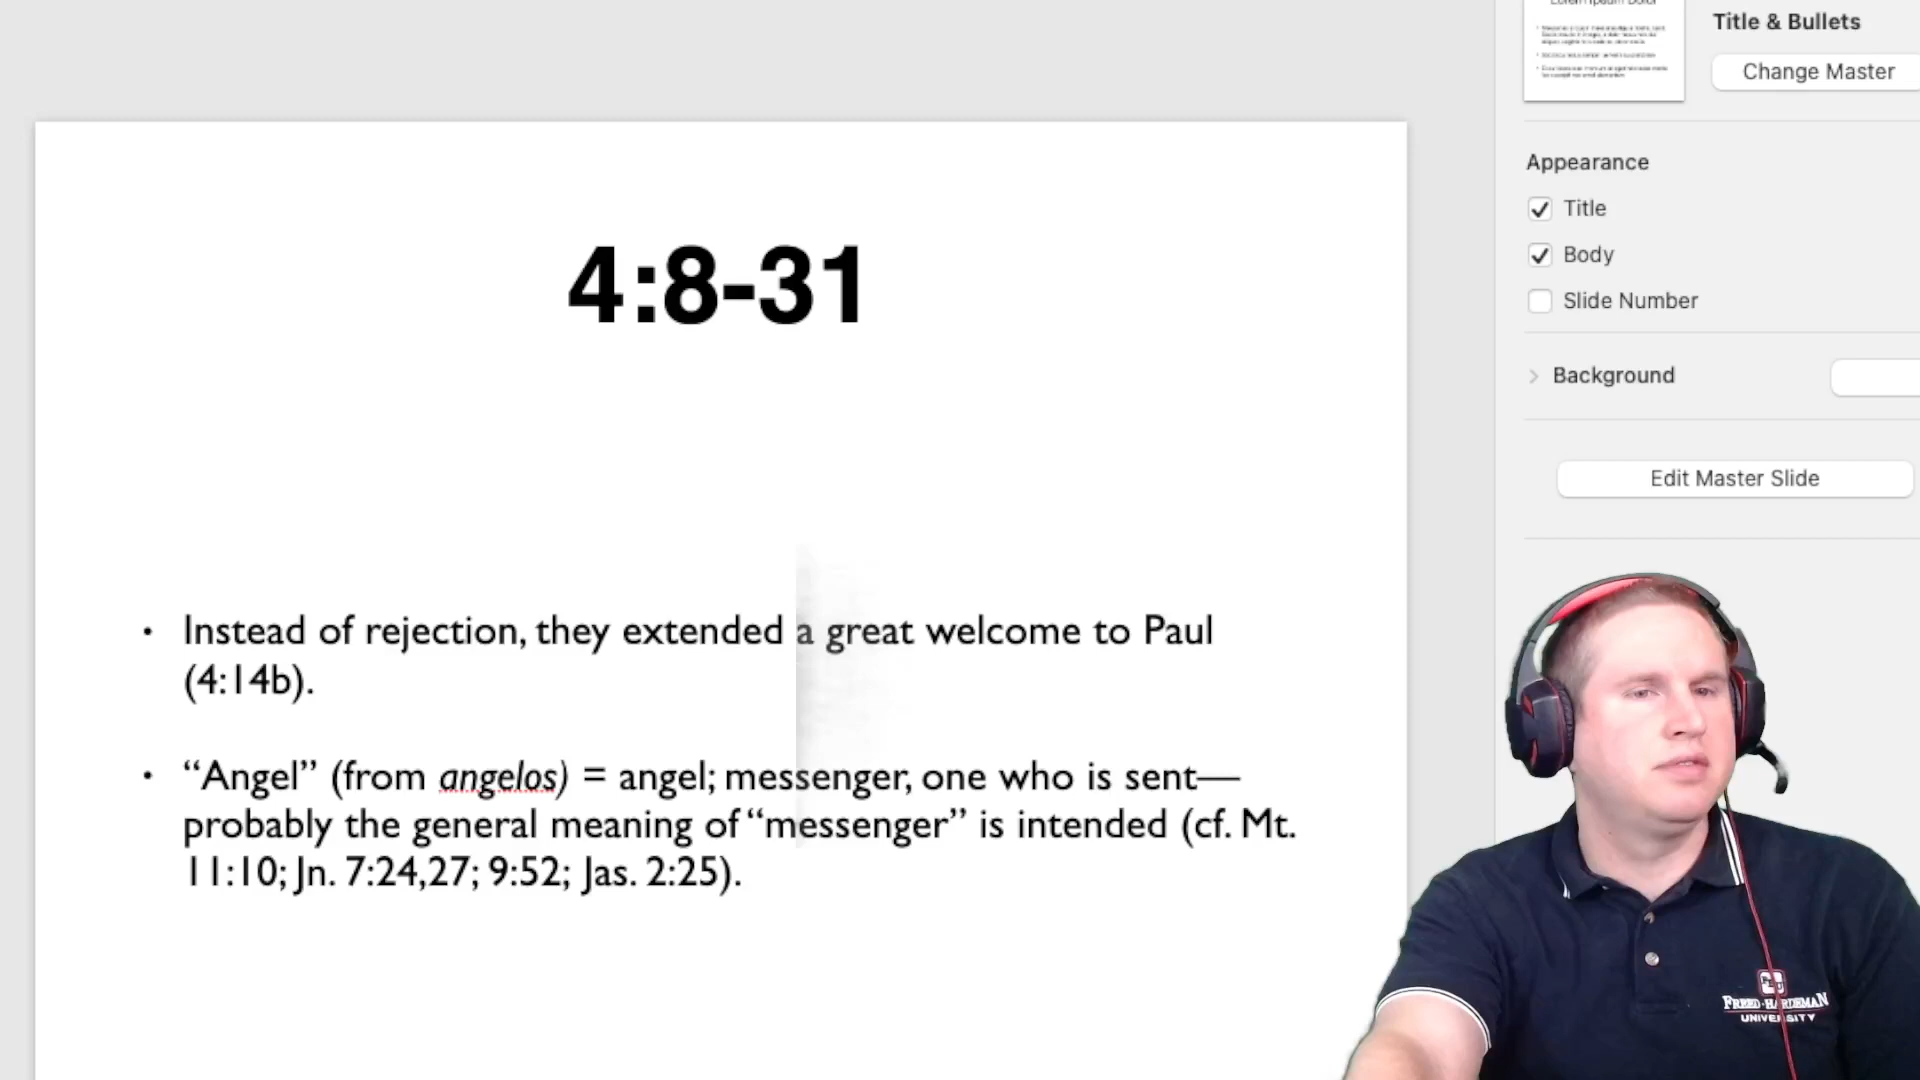 Title & Bullets
Change Master
Appearance
Title
Body
Slide Number
Background
Edit Master Slide
4:8-31
• Instead of rejection, they extended a great welcome to Paul
(4:14b).
• “Angel” (from angelos) = angel; messenger, one who is sent—
probably the general meaning of “messenger” is intended (cf. Mt.
11:10; Jn. 7:24,27; 9:52; Jas. 2:25).
FREED-HARDEMAN
UNIVERSITY